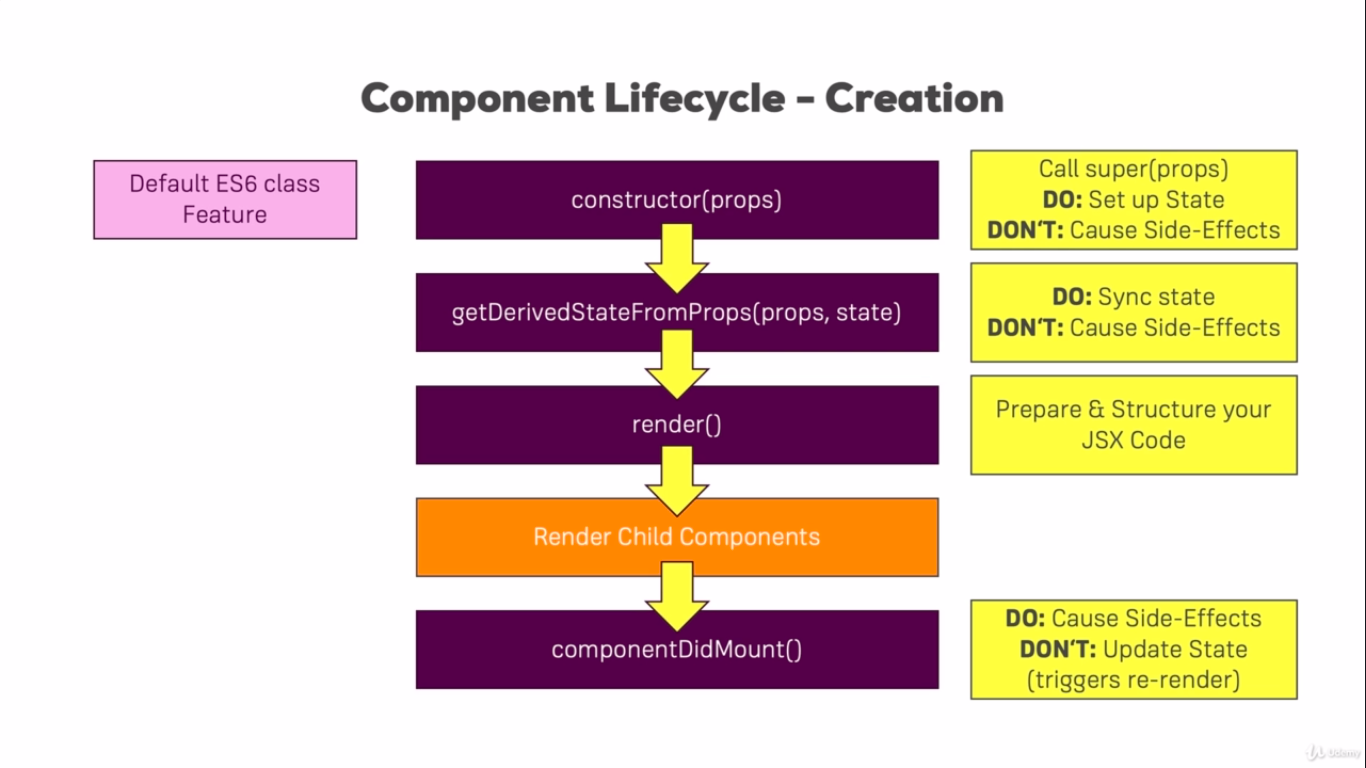 Component Lifecycle - Creation
Default ES6 class
Feature
constructor(props)
Call super(props)
DO: Set up State
DON‘T: Cause Side-Effects
getDerivedStateFromProps(props, state)
DO: Sync state
DON‘T: Cause Side-Effects
render()
Prepare & Structure your
JSX Code
Render Child Components
componentDidMount()
DO: Cause Side-Effects
DON‘T: Update State
(triggers re-render)
Udemy